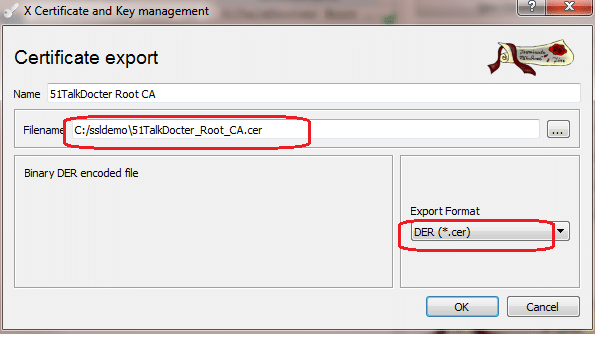 X Certificate and Key management
Certificate export
Name 51TalkDocter Root CA
Filename C:/ssldemo\51TalkDocter_Root_CA.cer ...
Binary DER encoded file
Export Format
DER (*.cer)
OK Cancel